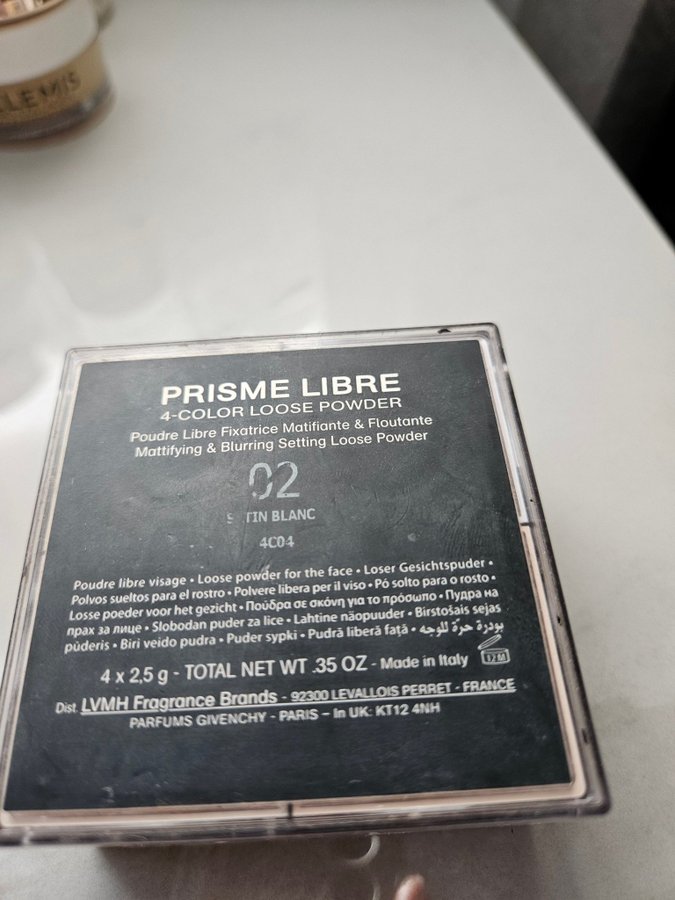 LEMIS
PRISME LIBRE
4-COLOR LOOSE POWDER
Poudre Libre Fixatrice Matifiante & Floutante
Mattifying & Blurring Setting Loose Powder
02
S TIN BLANC
4C04
Poudre libre visage • Loose powder for the face • Loser Gesichtspuder •
Polvos sueltos para el rostro • Polvere libera per il viso • Pó solto para o rosto •
Losse poeder voor het gezicht • Πούδρα σε σκόνη για το πρόσωπο • Пудра на
прах за лице • Slobodan puder za lice • Lahtine näopuuder • Birstošais sejas
pūderis • Biri veido pudra • Puder sypki • Pudră liberă față • بودرة حرّة للوجه
4 x 2,5 g - TOTAL NET WT .35 OZ - Made in Italy 12M
Dist. LVMH Fragrance Brands - 92300 LEVALLOIS PERRET - FRANCE
PARFUMS GIVENCHY - PARIS – In UK: KT12 4NH